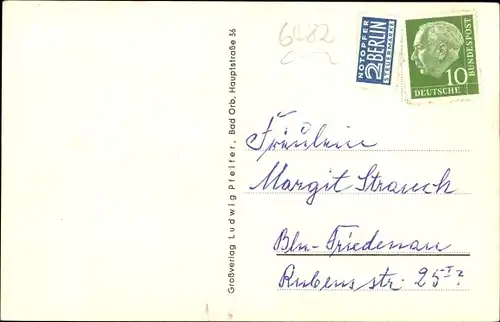 6482
NOTOPFER
2 BERLIN
STEUERMARKE
10
DEUTSCHE
BUNDESPOST
Großverlag Ludwig Pfeifer, Bad Orb, Hauptstraße 36
Fräulein
Margit Strauch
Bln-Friedenau
Rubensstr. 25